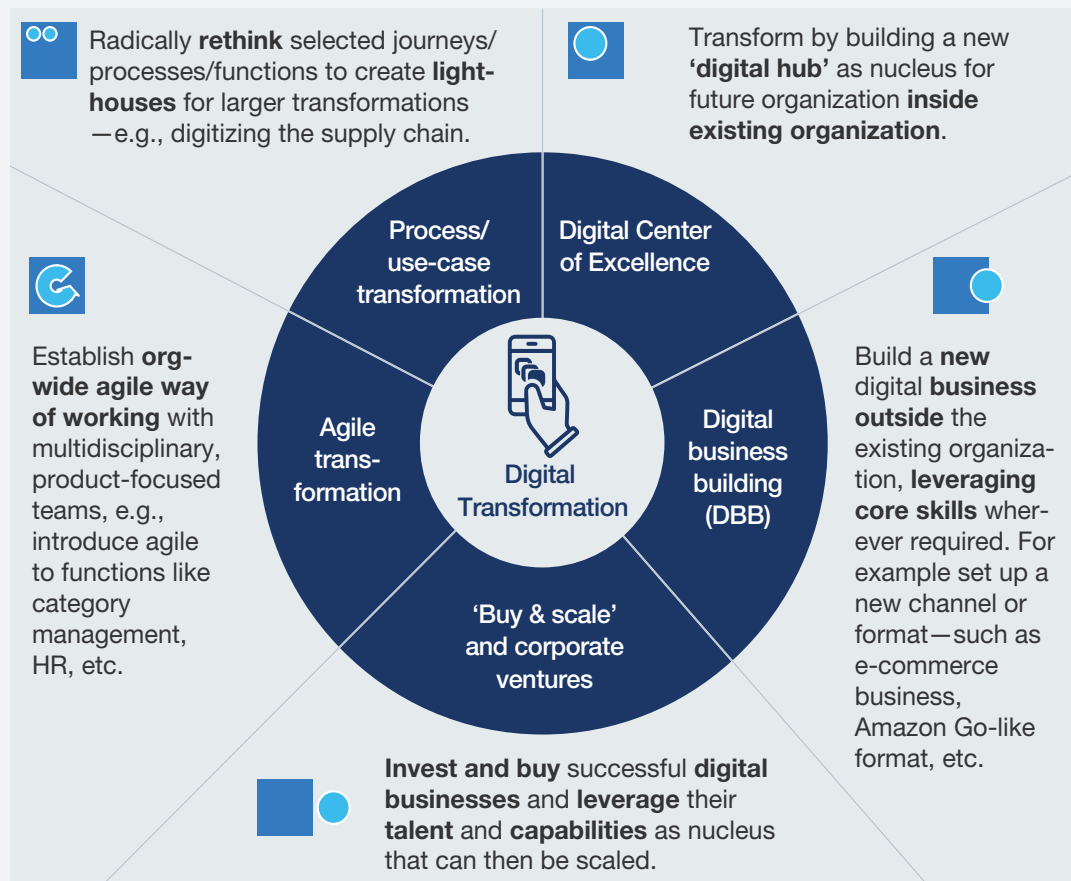 Radically rethink selected journeys/
processes/functions to create light-
houses for larger transformations
—e.g., digitizing the supply chain.
Transform by building a new
‘digital hub’ as nucleus for
future organization inside
existing organization.
Process/
use-case
transformation
Digital Center
of Excellence
Establish org-
wide agile way
of working with
multidisciplinary,
product-focused
teams, e.g.,
introduce agile
to functions like
category
management,
HR, etc.
Agile
trans-
formation
Digital
Transformation
Digital
business
building
(DBB)
Build a new
digital business
outside the
existing organiza-
tion, leveraging
core skills wher-
ever required. For
example set up a
new channel or
format—such as
e-commerce
business,
Amazon Go-like
format, etc.
‘Buy & scale’
and corporate
ventures
Invest and buy successful digital
businesses and leverage their
talent and capabilities as nucleus
that can then be scaled.